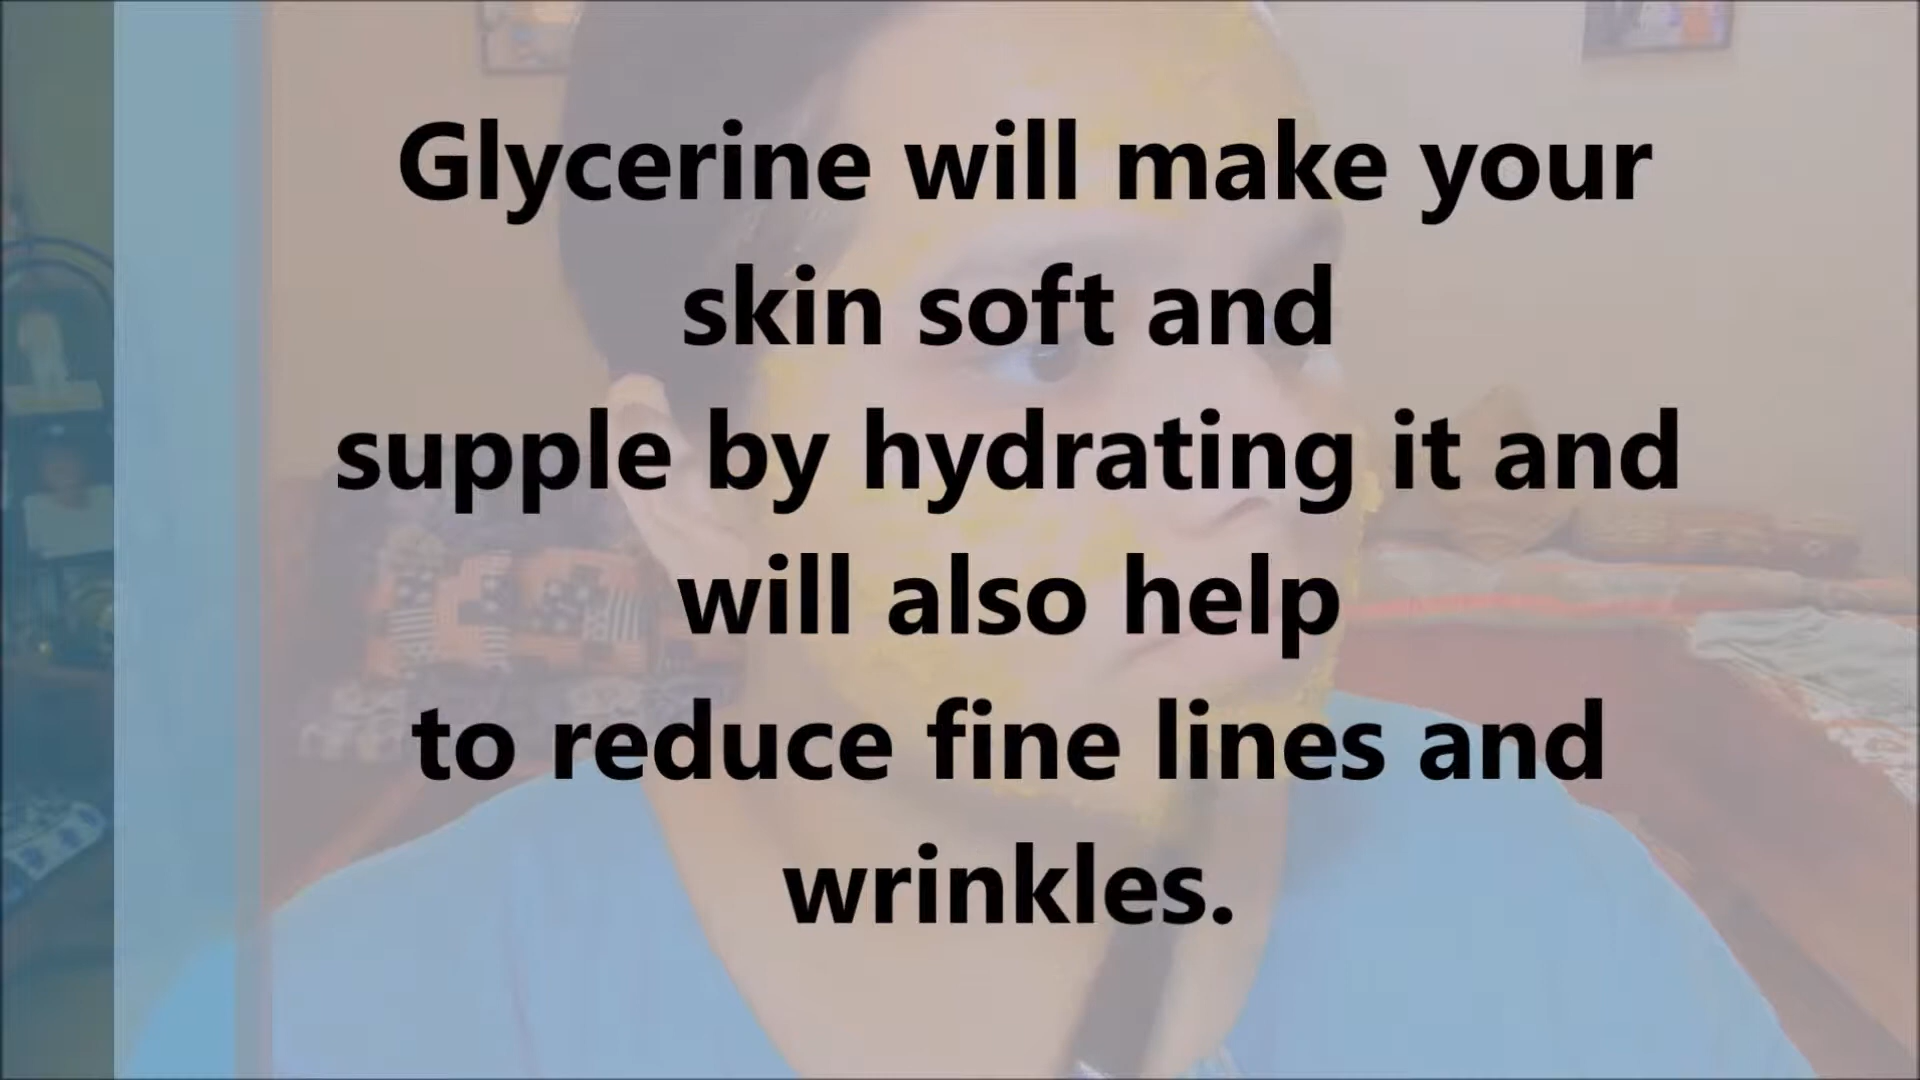 Glycerine will make your
skin soft and
supple by hydrating it and
will also help
to reduce fine lines and
wrinkles.